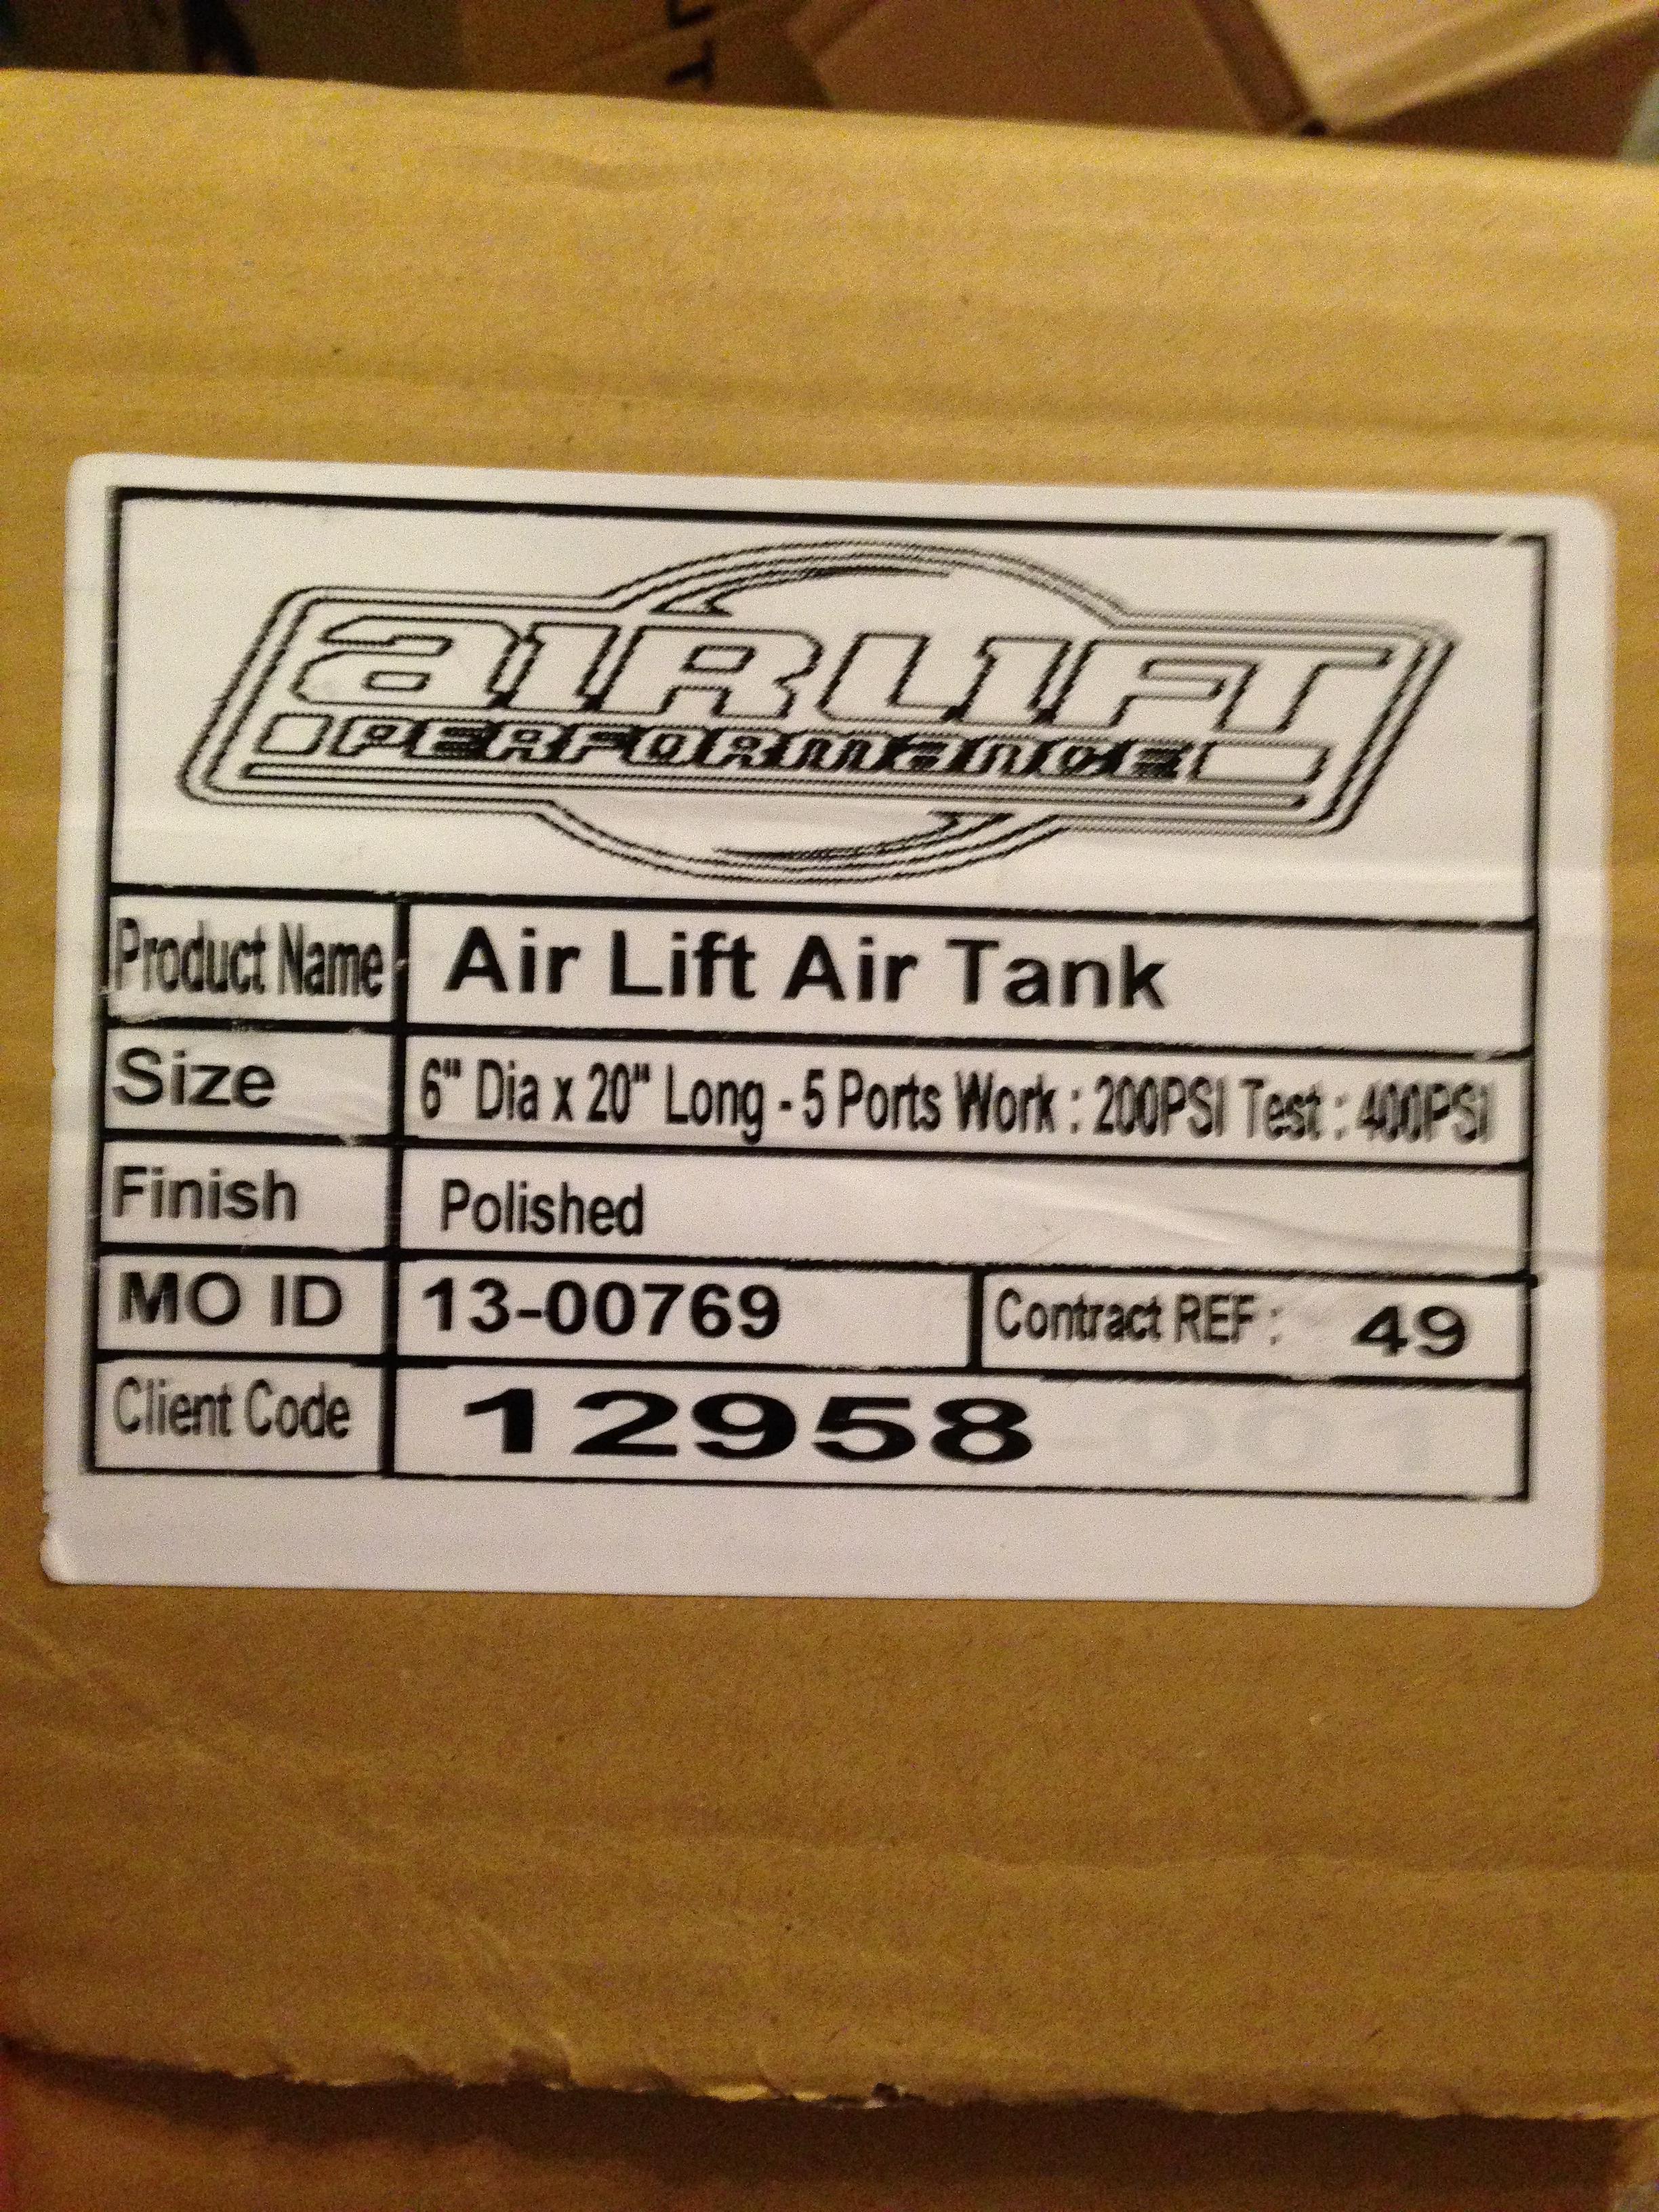 aIRLIFT
PERFORmaNCE
Product Name Air Lift Air Tank
Size 6" Dia x 20" Long - 5 Ports Work : 200PSI Test : 400PSI
Finish Polished
MO ID 13-00769 Contract REF : 49
Client Code 12958 -001